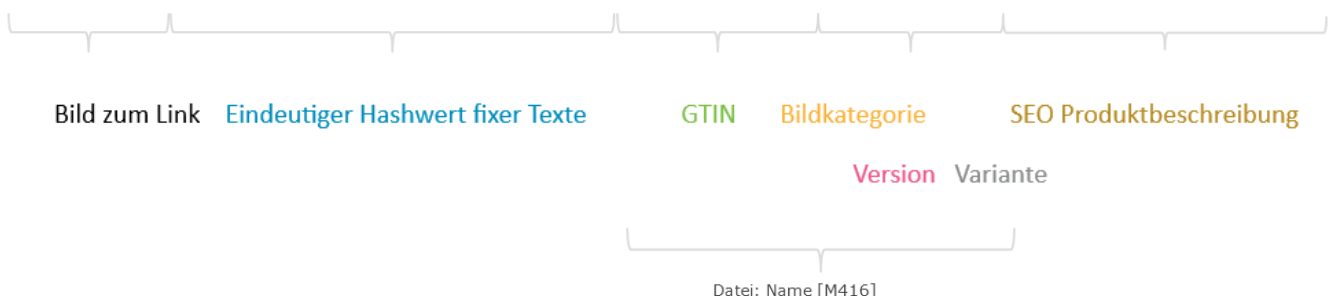 Bild zum Link Eindeutiger Hashwert fixer Texte GTIN Bildkategorie SEO Produktbeschreibung
Version Variante
Datei: Name [M416]